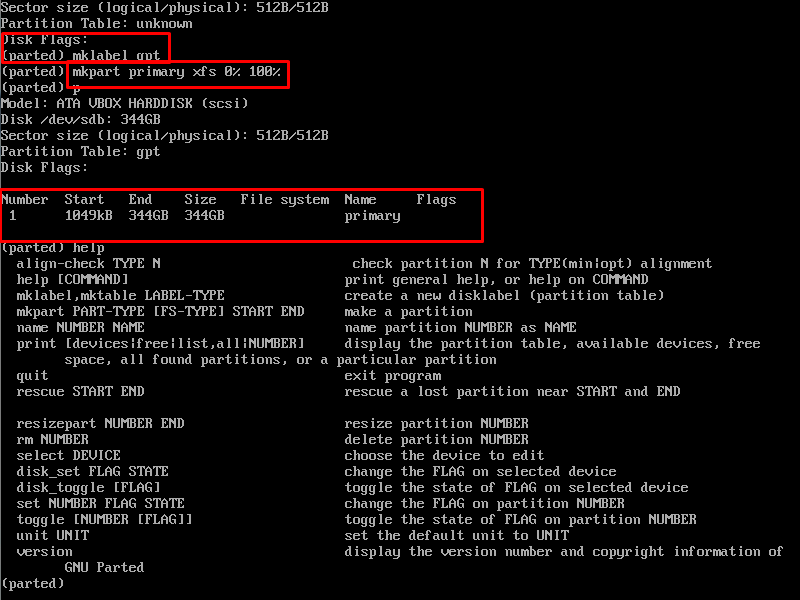 Sector size (logical/physical): 512B/512B
Partition Table: unknown
Disk Flags:
(parted) mklabel gpt
(parted) mkpart primary xfs 0% 100%
(parted) p
Model: ATA VBOX HARDDISK (scsi)
Disk /dev/sdb: 344GB
Sector size (logical/physical): 512B/512B
Partition Table: gpt
Disk Flags:
Number  Start   End    Size   File system  Name     Flags
 1      1049kB  344GB  344GB               primary
(parted) help
  align-check TYPE N                        check partition N for TYPE(min|opt) alignment
  help [COMMAND]                           print general help, or help on COMMAND
  mklabel,mktable LABEL-TYPE               create a new disklabel (partition table)
  mkpart PART-TYPE [FS-TYPE] START END     make a partition
  name NUMBER NAME                         name partition NUMBER as NAME
  print [devices|free|list,all|NUMBER]     display the partition table, available devices, free
        space, all found partitions, or a particular partition
  quit                                     exit program
  rescue START END                         rescue a lost partition near START and END
  resizepart NUMBER END                    resize partition NUMBER
  rm NUMBER                                delete partition NUMBER
  select DEVICE                            choose the device to edit
  disk_set FLAG STATE                      change the FLAG on selected device
  disk_toggle [FLAG]                       toggle the state of FLAG on selected device
  set NUMBER FLAG STATE                    change the FLAG on partition NUMBER
  toggle [NUMBER [FLAG]]                   toggle the state of FLAG on partition NUMBER
  unit UNIT                                set the default unit to UNIT
  version                                  display the version number and copyright information of
        GNU Parted
(parted)